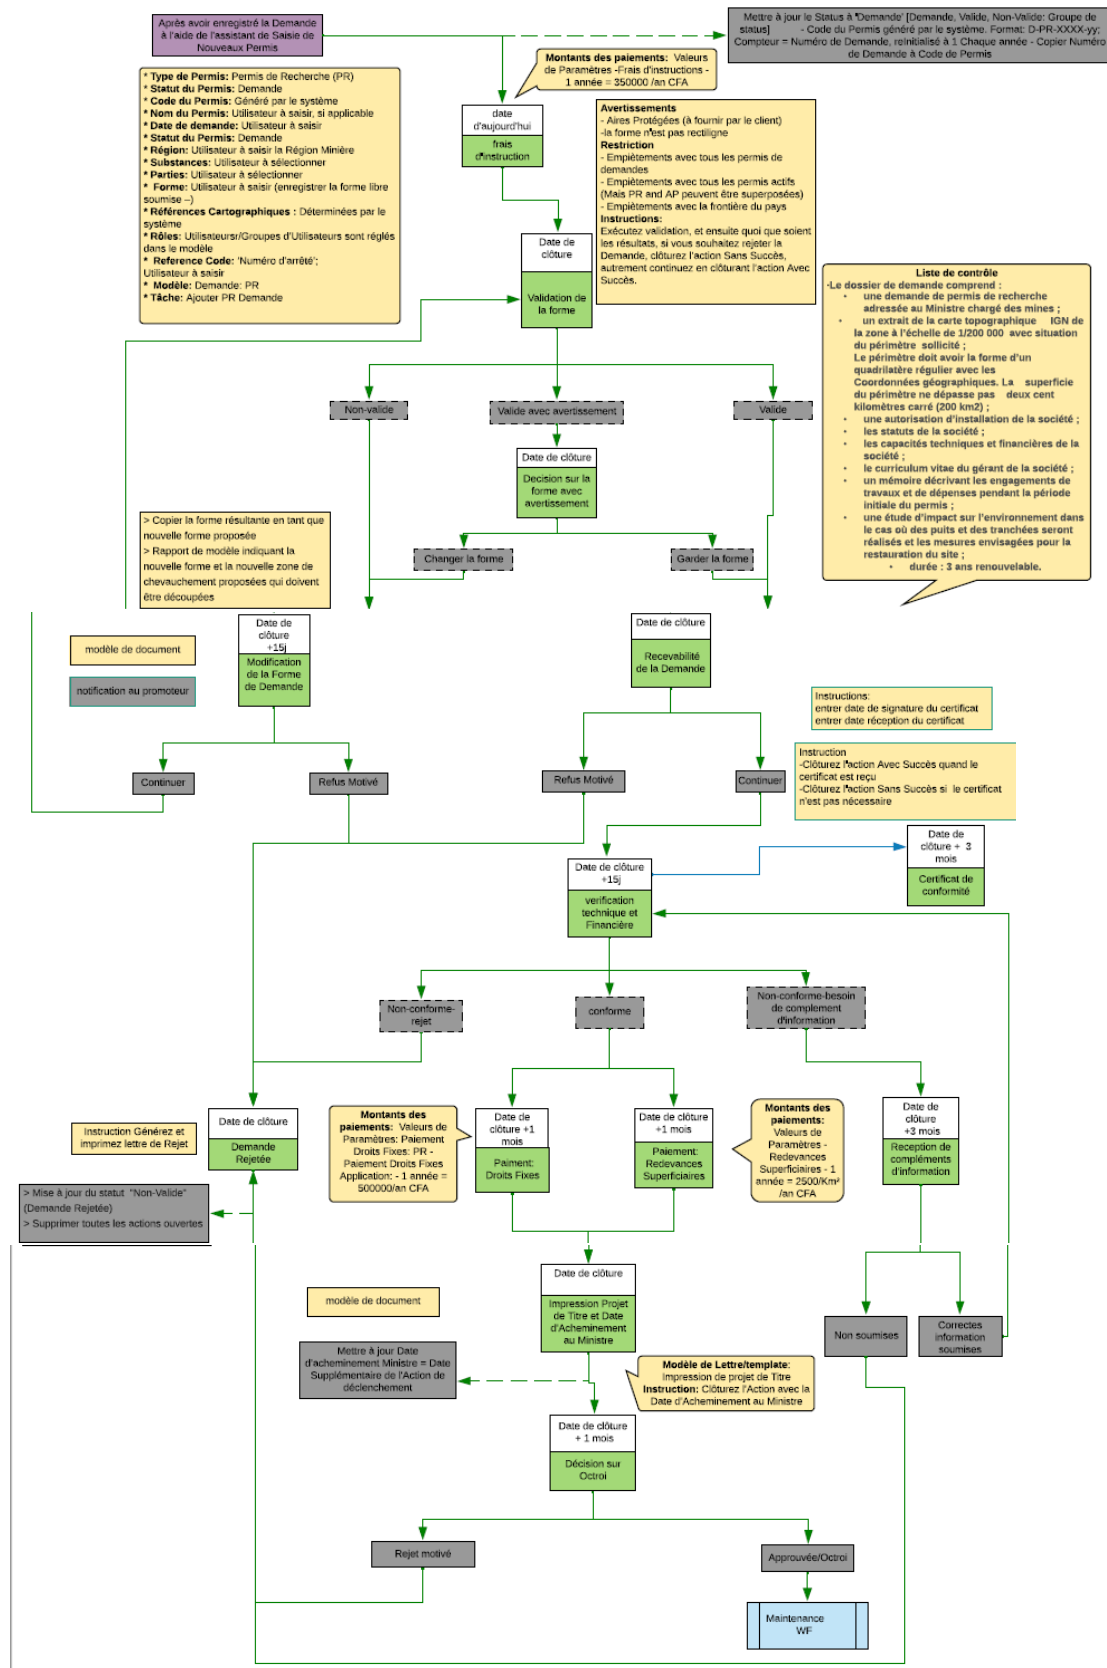 Après avoir enregistré la Demande
à l'aide de l'assistant de Saisie de
Nouveaux Permis
Mettre à jour le Status à 'Demande' [Demande, Valide, Non-Valide: Groupe de
status] - Code du Permis généré par le système. Format: D-PR-XXXX-yy;
Compteur = Numéro de Demande, reInitialisé à 1 Chaque année - Copier Numéro
de Demande à Code de Permis
Montants des paiements: Valeurs
de Paramètres -Frais d'instructions -
1 année = 350000 /an CFA
* Type de Permis: Permis de Recherche (PR)
* Statut du Permis: Demande
* Code du Permis: Généré par le système
* Nom du Permis: Utilisateur à saisir, si applicable
* Date de demande: Utilisateur à saisir
* Statut du Permis: Demande
* Région: Utilisateur à saisir la Région Minière
* Substances: Utilisateur à sélectionner
* Parties: Utilisateur à sélectionner
* Forme: Utilisateur à saisir (enregistrer la forme libre
soumise –)
* Références Cartographiques : Déterminées par le
système
* Rôles: Utilisateursr/Groupes d'Utilisateurs sont réglés
dans le modèle
* Reference Code: 'Numéro d'arrêté';
Utilisateur à saisir
* Modèle: Demande: PR
* Tâche: Ajouter PR Demande
date
d'aujourd'hui
frais
d'instruction
Avertissements
- Aires Protégées (à fournir par le client)
-la forme n'est pas rectiligne
Restriction
- Empiètements avec tous les permis de
demandes
- Empiètements avec tous les permis actifs
(Mais PR and AP peuvent être superposées)
- Empiètements avec la frontière du pays
Instructions:
Exécutez validation, et ensuite quoi que soient
les résultats, si vous souhaitez rejeter la
Demande, clôturez l'action Sans Succès,
autrement continuez en clôturant l'action Avec
Succès.
Date de
clôture
Validation de
la forme
Liste de contrôle
-Le dossier de demande comprend :
• une demande de permis de recherche
adressée au Ministre chargé des mines ;
• un extrait de la carte topographique IGN de
la zone à l'échelle de 1/200 000 avec situation
du périmètre sollicité ;
Le périmètre doit avoir la forme d'un
quadrilatère régulier avec les
Coordonnées géographiques. La superficie
du périmètre ne dépasse pas deux cent
kilomètres carré (200 km2) ;
• une autorisation d'installation de la société ;
• les statuts de la société ;
• les capacités techniques et financières de la
société ;
• le curriculum vitae du gérant de la société ;
• un mémoire décrivant les engagements de
travaux et de dépenses pendant la période
initiale du permis ;
• une étude d'impact sur l'environnement dans
le cas où des puits et des tranchées seront
réalisés et les mesures envisagées pour la
restauration du site ;
• durée : 3 ans renouvelable.
Non-valide
Valide avec avertissement
Valide
Date de clôture
Decision sur la
forme avec
avertissement
> Copier la forme résultante en tant que
nouvelle forme proposée
> Rapport de modèle indiquant la
nouvelle forme et la nouvelle zone de
chevauchement proposées qui doivent
être découpées
Changer la forme
Garder la forme
modèle de document
notification au promoteur
Date de
clôture
+15j
Modification
de la Forme
de Demande
Date de clôture
Recevabilité
de la Demande
Instructions:
entrer date de signature du certificat
entrer date réception du certificat
Instruction
-Clôturez l'action Avec Succès quand le
certificat est reçu
-Clôturez l'action Sans Succès si le certificat
n'est pas nécessaire
Continuer
Refus Motivé
Refus Motivé
Continuer
Date de
clôture + 3
mois
Certificat de
conformité
Date de clôture
+15j
verification
technique et
Financière
Non-conforme-
rejet
conforme
Non-conforme-besoin
de complement
d'information
Instruction Générez et
imprimez lettre de Rejet
Date de clôture
Demande
Rejetée
Montants des
paiements: Valeurs de
Paramètres: Paiement
Droits Fixes: PR -
Paiement Droits Fixes
Application: - 1 année =
500000/an CFA
Date de
clôture +1
mois
Paiment:
Droits Fixes
Date de clôture
+1 mois
Paiement:
Redevances
Superficiaires
Montants des
paiements:
Valeurs de
Paramètres -
Redevances
Superficiaires - 1
année = 2500/Km²
/an CFA
Date de
clôture
+3 mois
Reception de
compléments
d'information
> Mise à jour du statut "Non-Valide"
(Demande Rejetée)
> Supprimer toutes les actions ouvertes
modèle de document
Date de clôture
Impression Projet
de Titre et Date
d'Acheminement
au Ministre
Non soumises
Correctes
information
soumises
Mettre à jour Date
d'acheminement Ministre = Date
Supplémentaire de l'Action de
déclenchement
Modèle de Lettre/template:
Impression de projet de Titre
Instruction: Clôturez l'Action avec la
Date d'Acheminement au Ministre
Date de clôture
+ 1 mois
Décision sur
Octroi
Rejet motivé
Approuvée/Octroi
Maintenance
WF